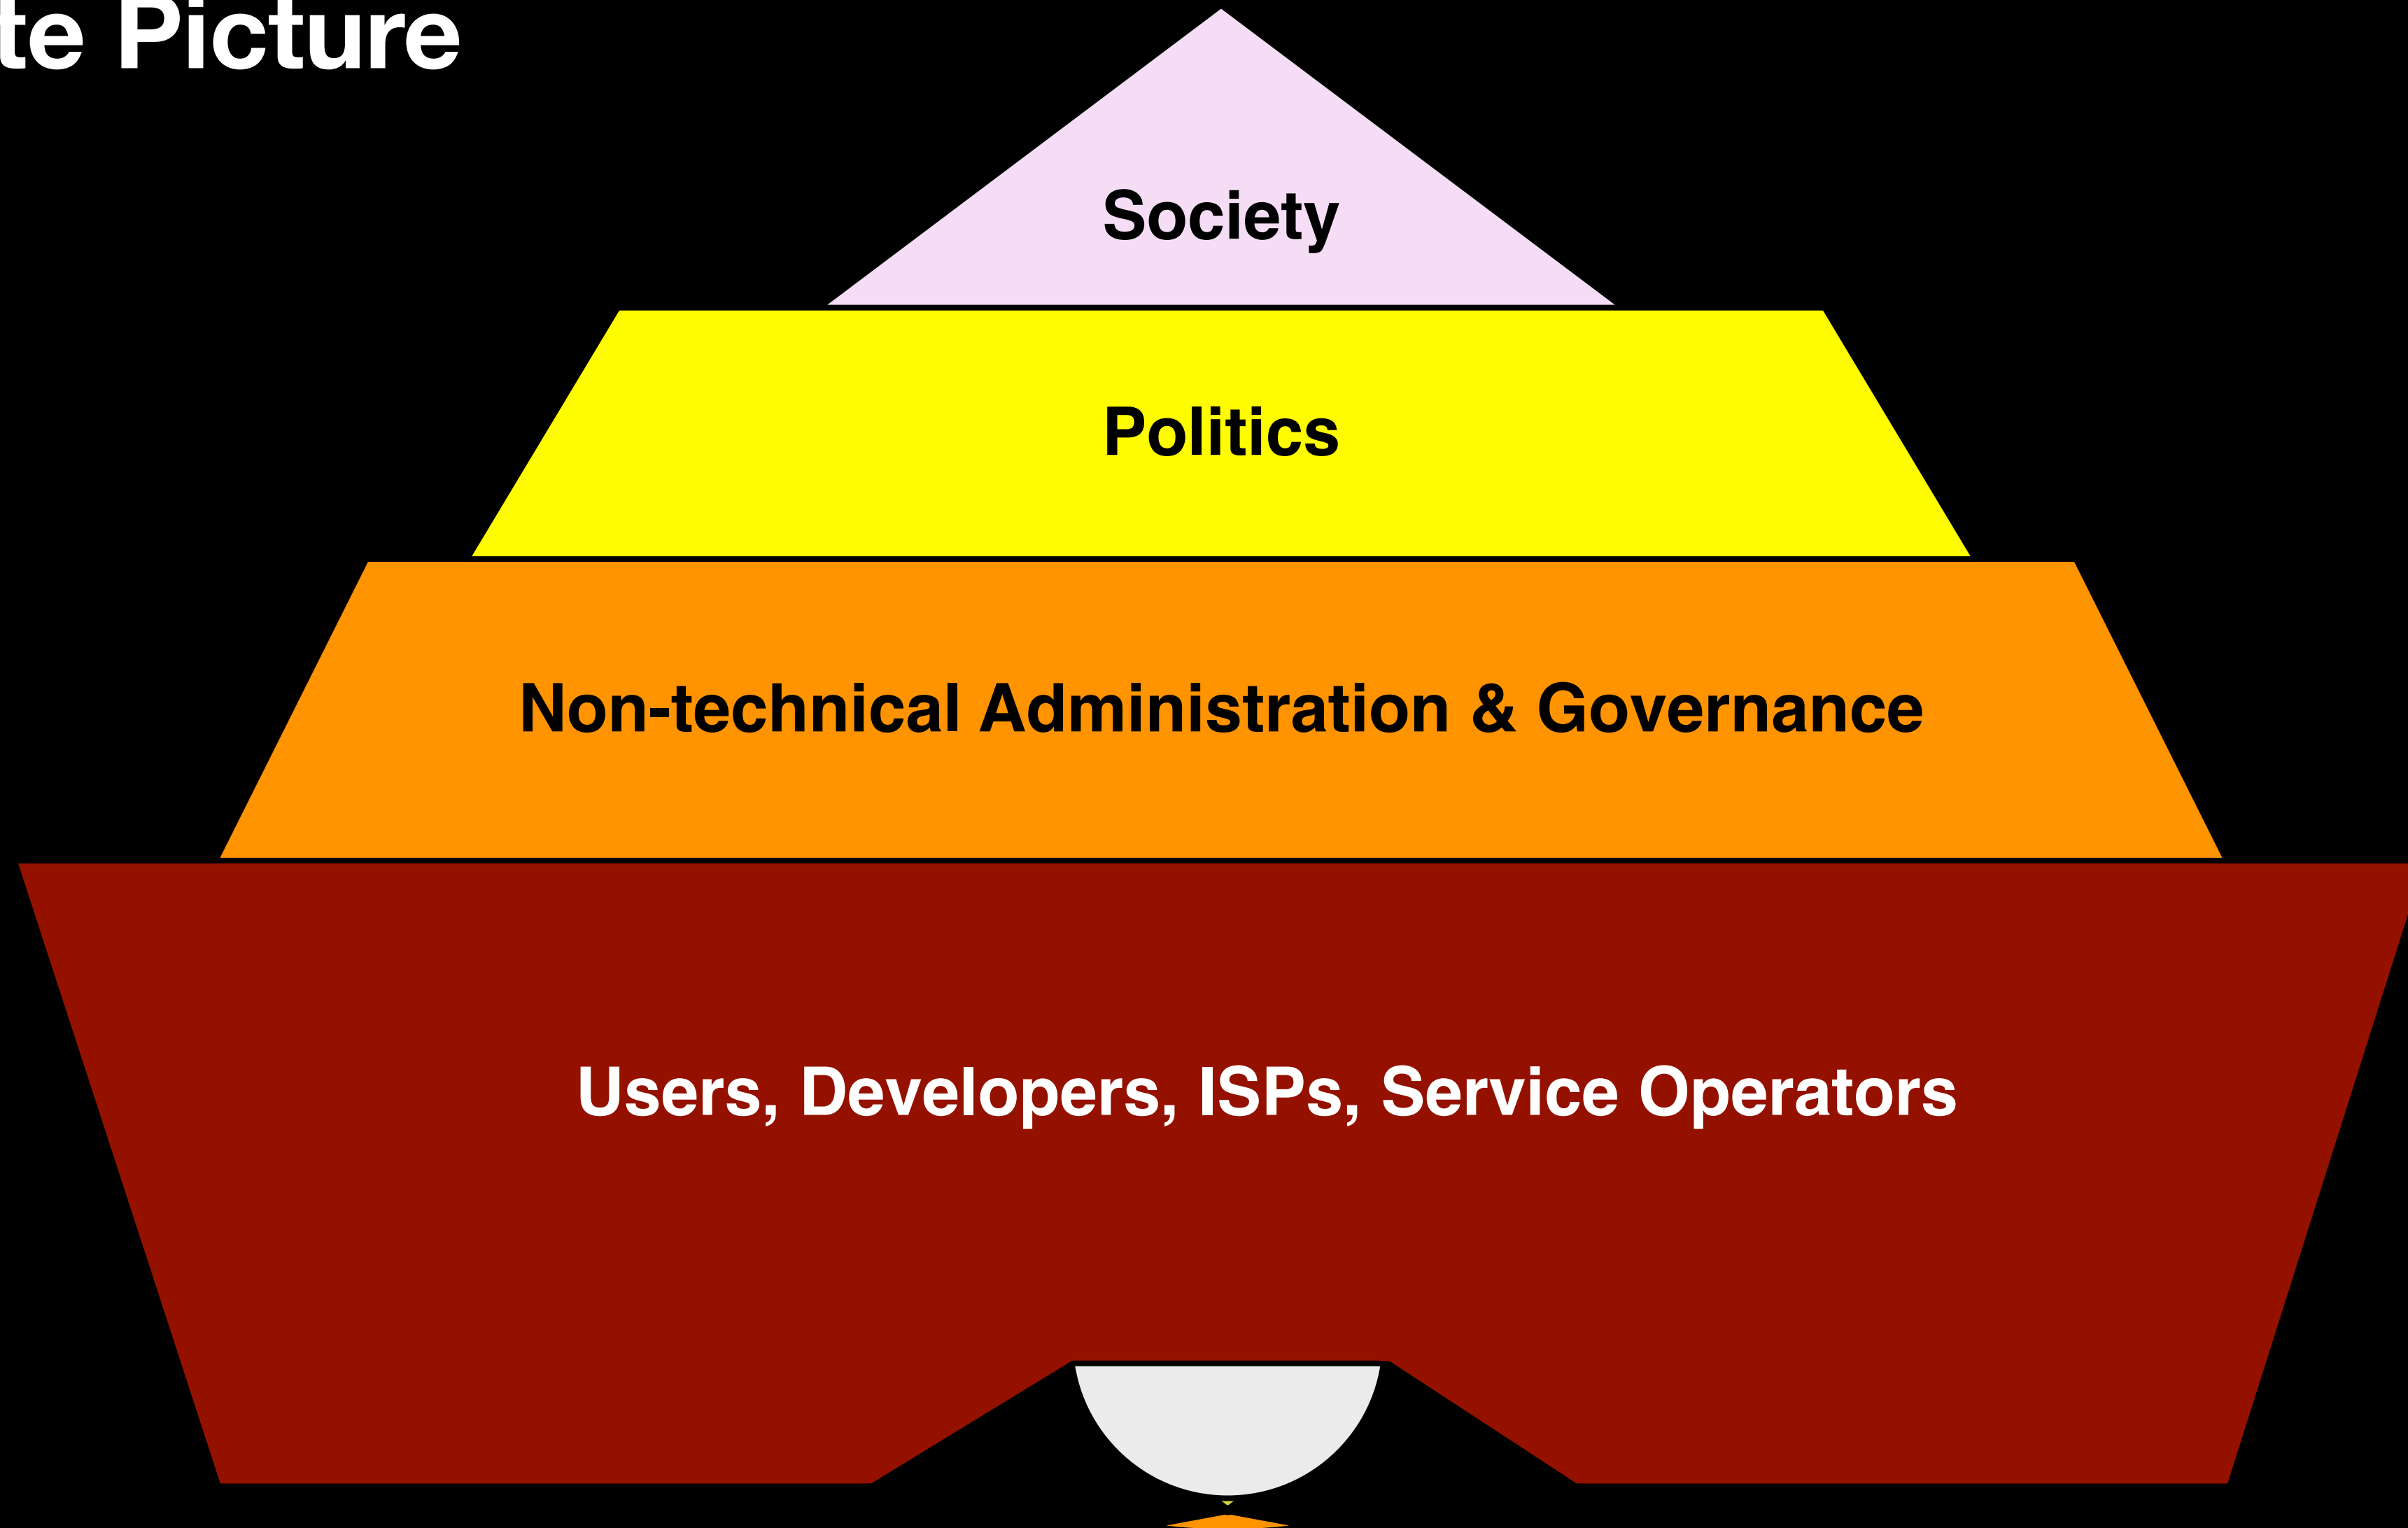 te Picture
Society
Politics
Non-technical Administration & Governance
Users, Developers, ISPs, Service Operators